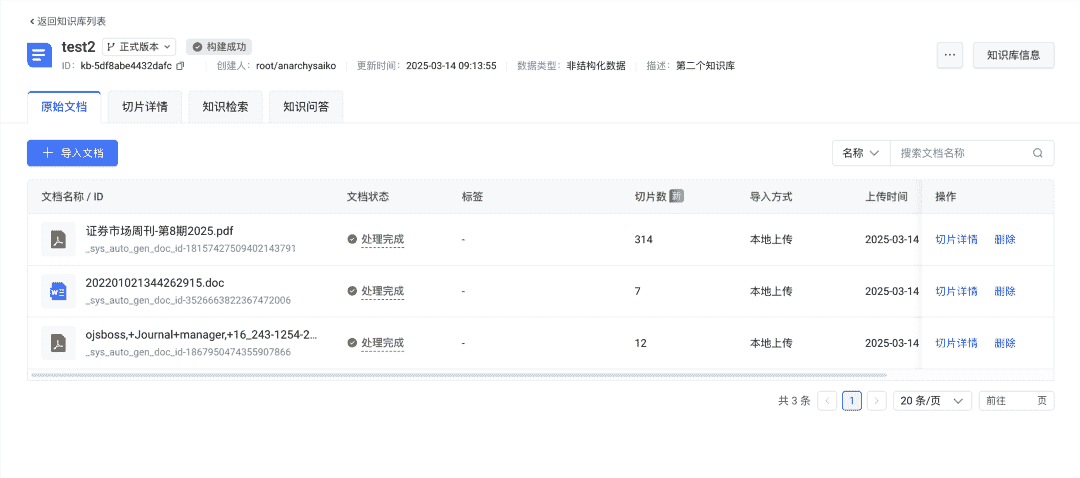 返回知识库列表
test2 正式版本 构建成功
ID: kb-5df8abe4432dafc 创建人: root/anarchysaiko 更新时间: 2025-03-14 09:13:55 数据类型: 非结构化数据 描述: 第二个知识库
... 知识库信息
原始文档 切片详情 知识检索 知识问答
+ 导入文档 名称 搜索文档名称
文档名称 / ID 文档状态 标签 切片数 新 导入方式 上传时间 操作
证券市场周刊-第8期2025.pdf
_sys_auto_gen_doc_id-18157427509402143791
处理完成 - 314 本地上传 2025-03-14 切片详情 删除
202201021344262915.doc
_sys_auto_gen_doc_id-3526663822367472006
处理完成 - 7 本地上传 2025-03-14 切片详情 删除
ojsboss,+Journal+manager,+16_243-1254-2...
_sys_auto_gen_doc_id-1867950474355907866
处理完成 - 12 本地上传 2025-03-14 切片详情 删除
共 3 条 1 20 条/页 前往 页